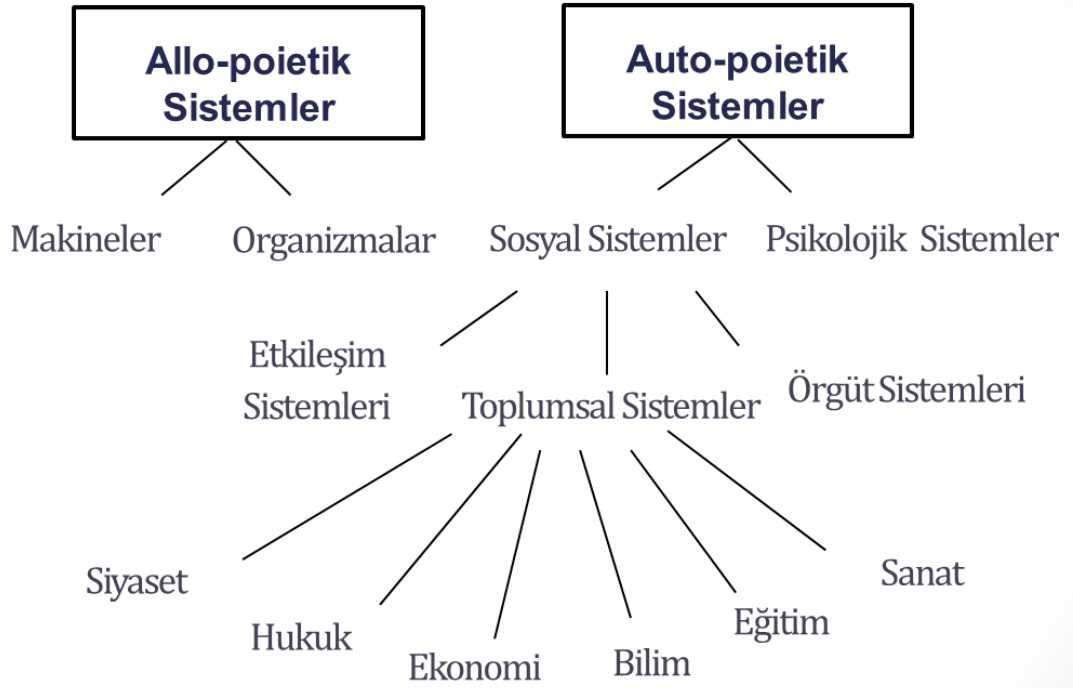 Allo-poietik
Sistemler
Auto-poietik
Sistemler
Makineler
Organizmalar
Sosyal Sistemler
Psikolojik Sistemler
Etkileşim
Sistemleri
Toplumsal Sistemler
Örgüt Sistemleri
Siyaset
Hukuk
Ekonomi
Bilim
Eğitim
Sanat